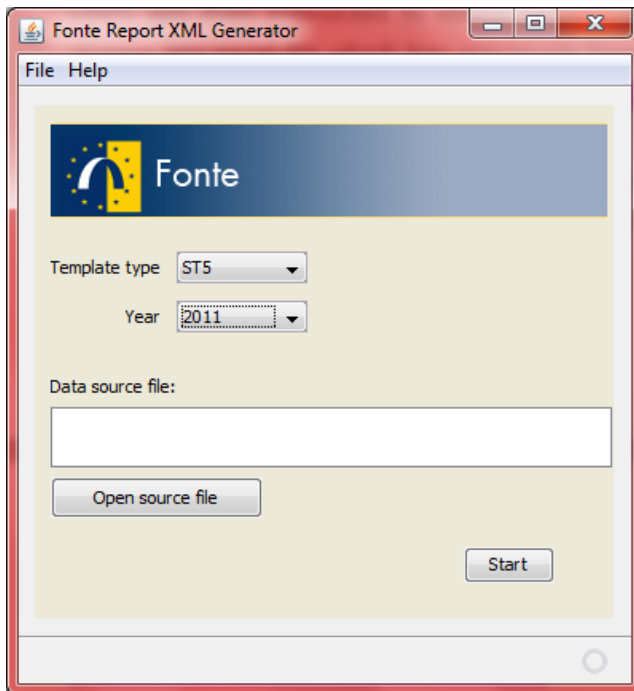 Fonte Report XML Generator
File Help
Fonte
Template type ST5
Year 2011
Data source file:
Open source file
Start